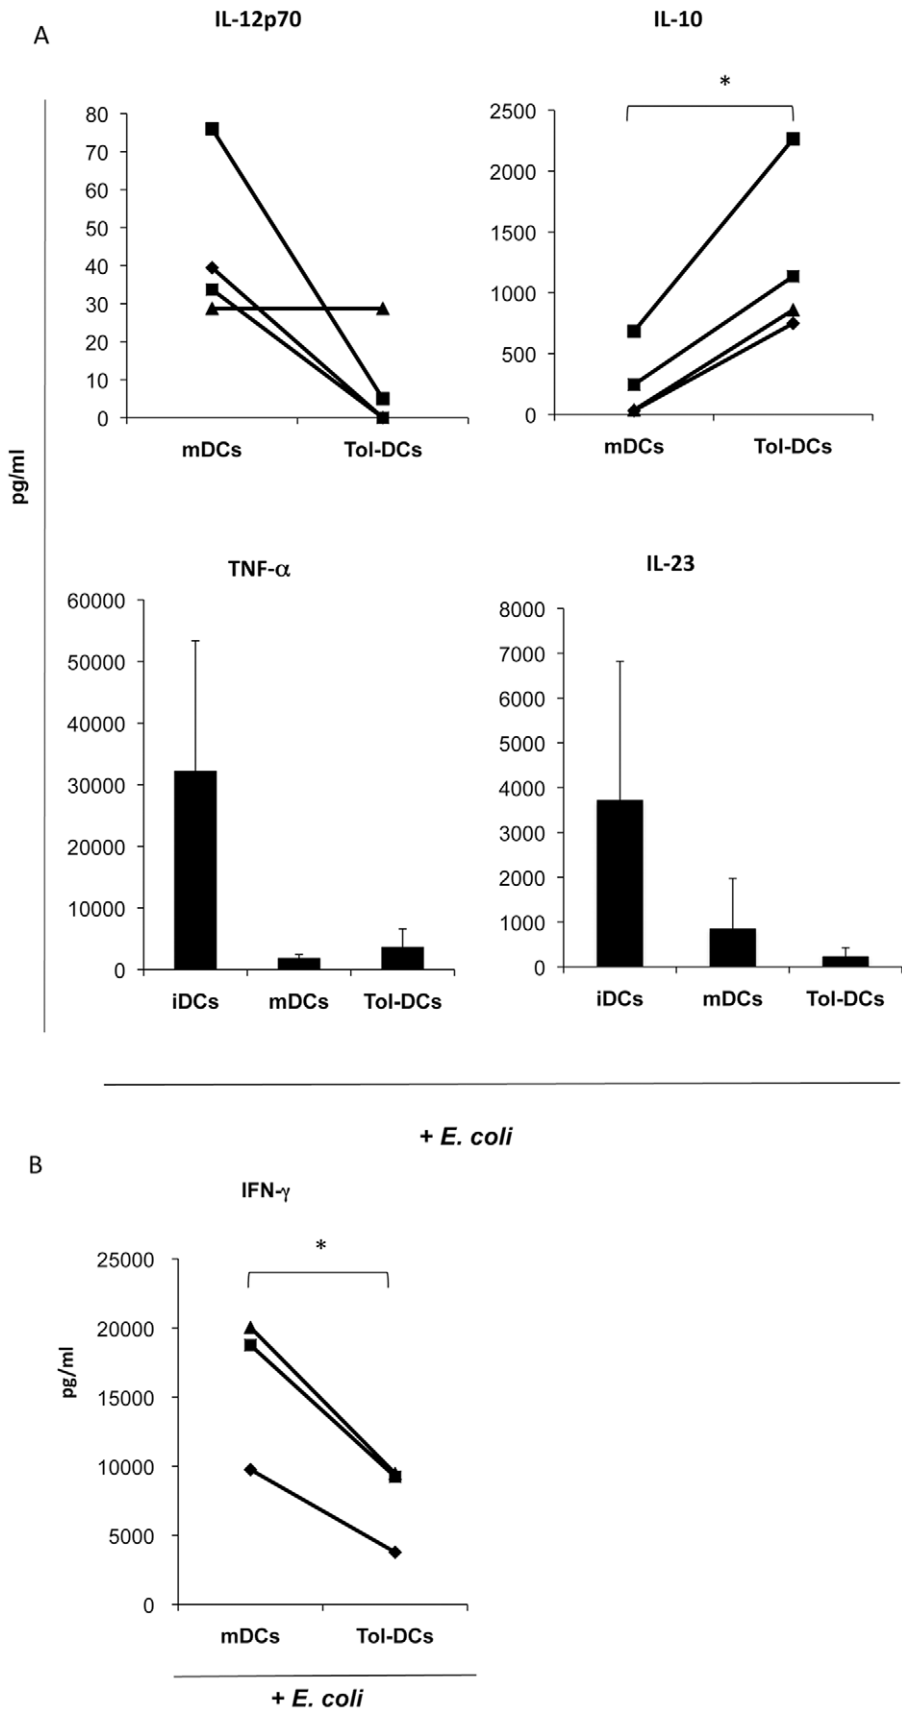 A
IL-12p70
IL-10
pg/ml
80
70
60
50
40
30
20
10
0
mDCs
Tol-DCs
*
2500
2000
1500
1000
500
0
mDCs
Tol-DCs
TNF-α
60000
50000
40000
30000
20000
10000
0
iDCs
mDCs
Tol-DCs
IL-23
8000
7000
6000
5000
4000
3000
2000
1000
0
iDCs
mDCs
Tol-DCs
+ E. coli
B
IFN-γ
*
pg/ml
25000
20000
15000
10000
5000
0
mDCs
Tol-DCs
+ E. coli